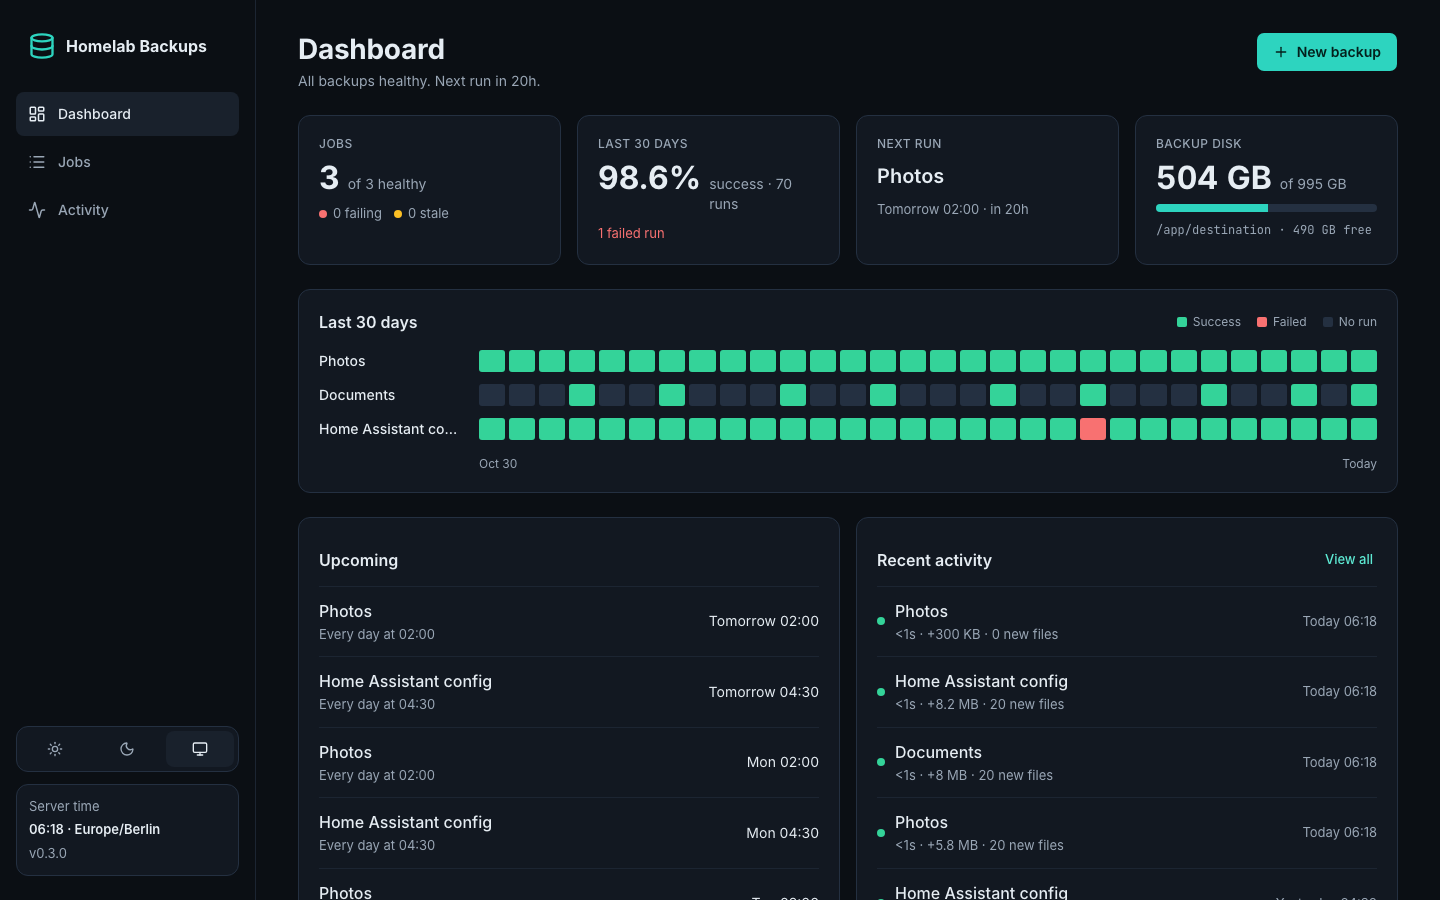 Homelab Backups
Dashboard
Jobs
Activity
Server time
06:18 · Europe/Berlin
v0.3.0
Dashboard
All backups healthy. Next run in 20h.
New backup
JOBS
3 of 3 healthy
0 failing 0 stale
LAST 30 DAYS
98.6% success · 70
runs
1 failed run
NEXT RUN
Photos
Tomorrow 02:00 · in 20h
BACKUP DISK
504 GB of 995 GB
/app/destination · 490 GB free
Last 30 days
Success Failed No run
Photos
Documents
Home Assistant co...
Oct 30 Today
Upcoming
Photos
Every day at 02:00
Tomorrow 02:00
Home Assistant config
Every day at 04:30
Tomorrow 04:30
Photos
Every day at 02:00
Mon 02:00
Home Assistant config
Every day at 04:30
Mon 04:30
Photos
Recent activity
View all
Photos
<1s · +300 KB · 0 new files
Today 06:18
Home Assistant config
<1s · +8.2 MB · 20 new files
Today 06:18
Documents
<1s · +8 MB · 20 new files
Today 06:18
Photos
<1s · +5.8 MB · 20 new files
Today 06:18
Home Assistant config